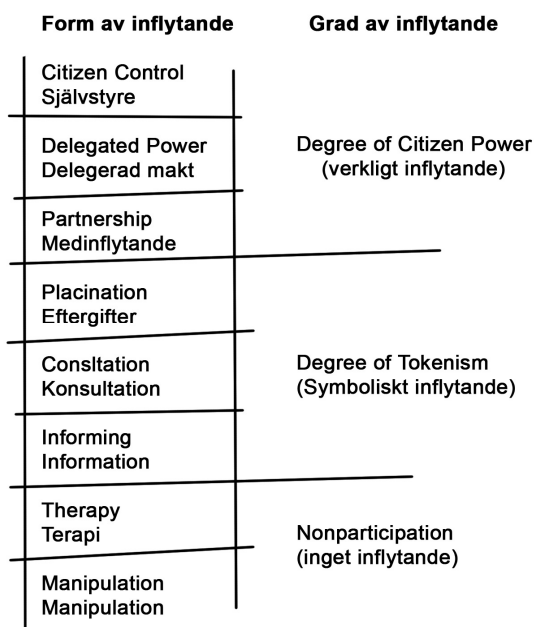 Form av inflytande
Grad av inflytande
Citizen Control
Självstyre
Delegated Power
Delegerad makt
Degree of Citizen Power
(verkligt inflytande)
Partnership
Medinflytande
Placination
Eftergifter
Consltation
Konsultation
Degree of Tokenism
(Symboliskt inflytande)
Informing
Information
Therapy
Terapi
Nonparticipation
(inget inflytande)
Manipulation
Manipulation